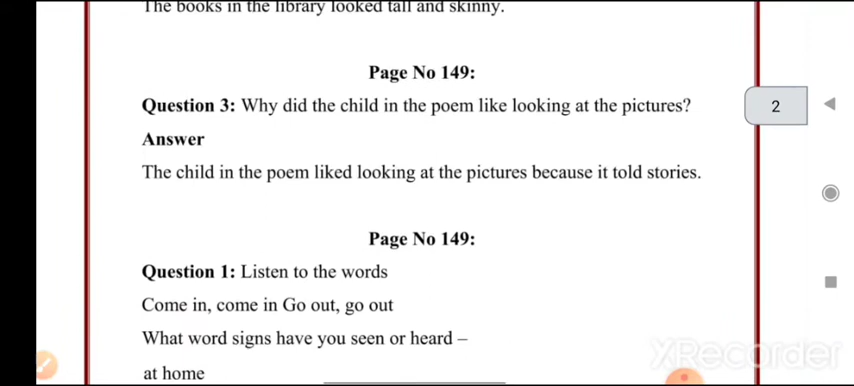 The books in the library looked tall and skinny.
Page No 149:
Question 3: Why did the child in the poem like looking at the pictures?
2
Answer
The child in the poem liked looking at the pictures because it told stories.
Page No 149:
Question 1: Listen to the words
Come in, come in Go out, go out
What word signs have you seen or heard –
at home
XRecorder